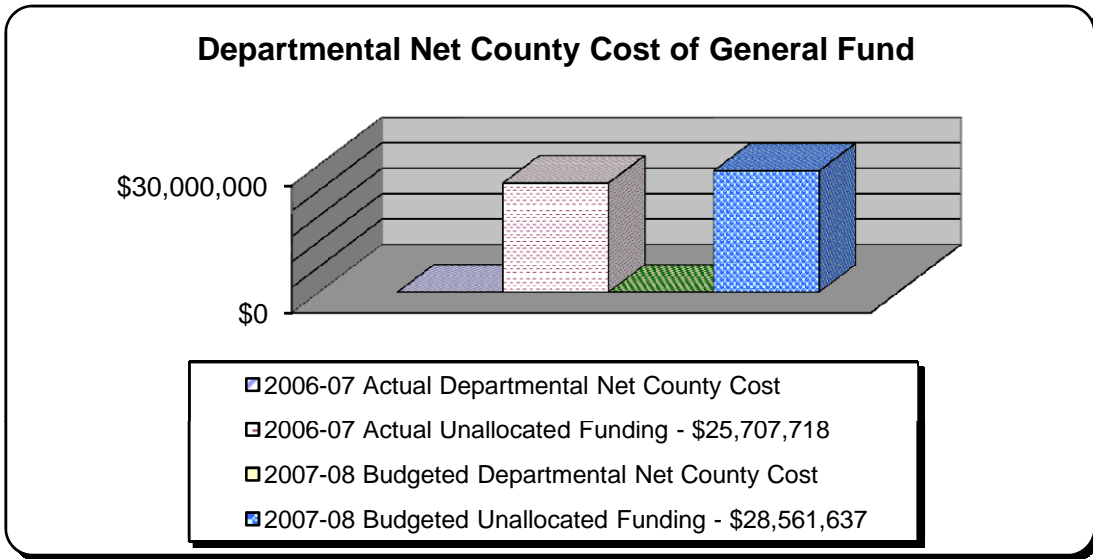 Departmental Net County Cost of General Fund
$30,000,000
$0
2006-07 Actual Departmental Net County Cost
2006-07 Actual Unallocated Funding - $25,707,718
2007-08 Budgeted Departmental Net County Cost
2007-08 Budgeted Unallocated Funding - $28,561,637